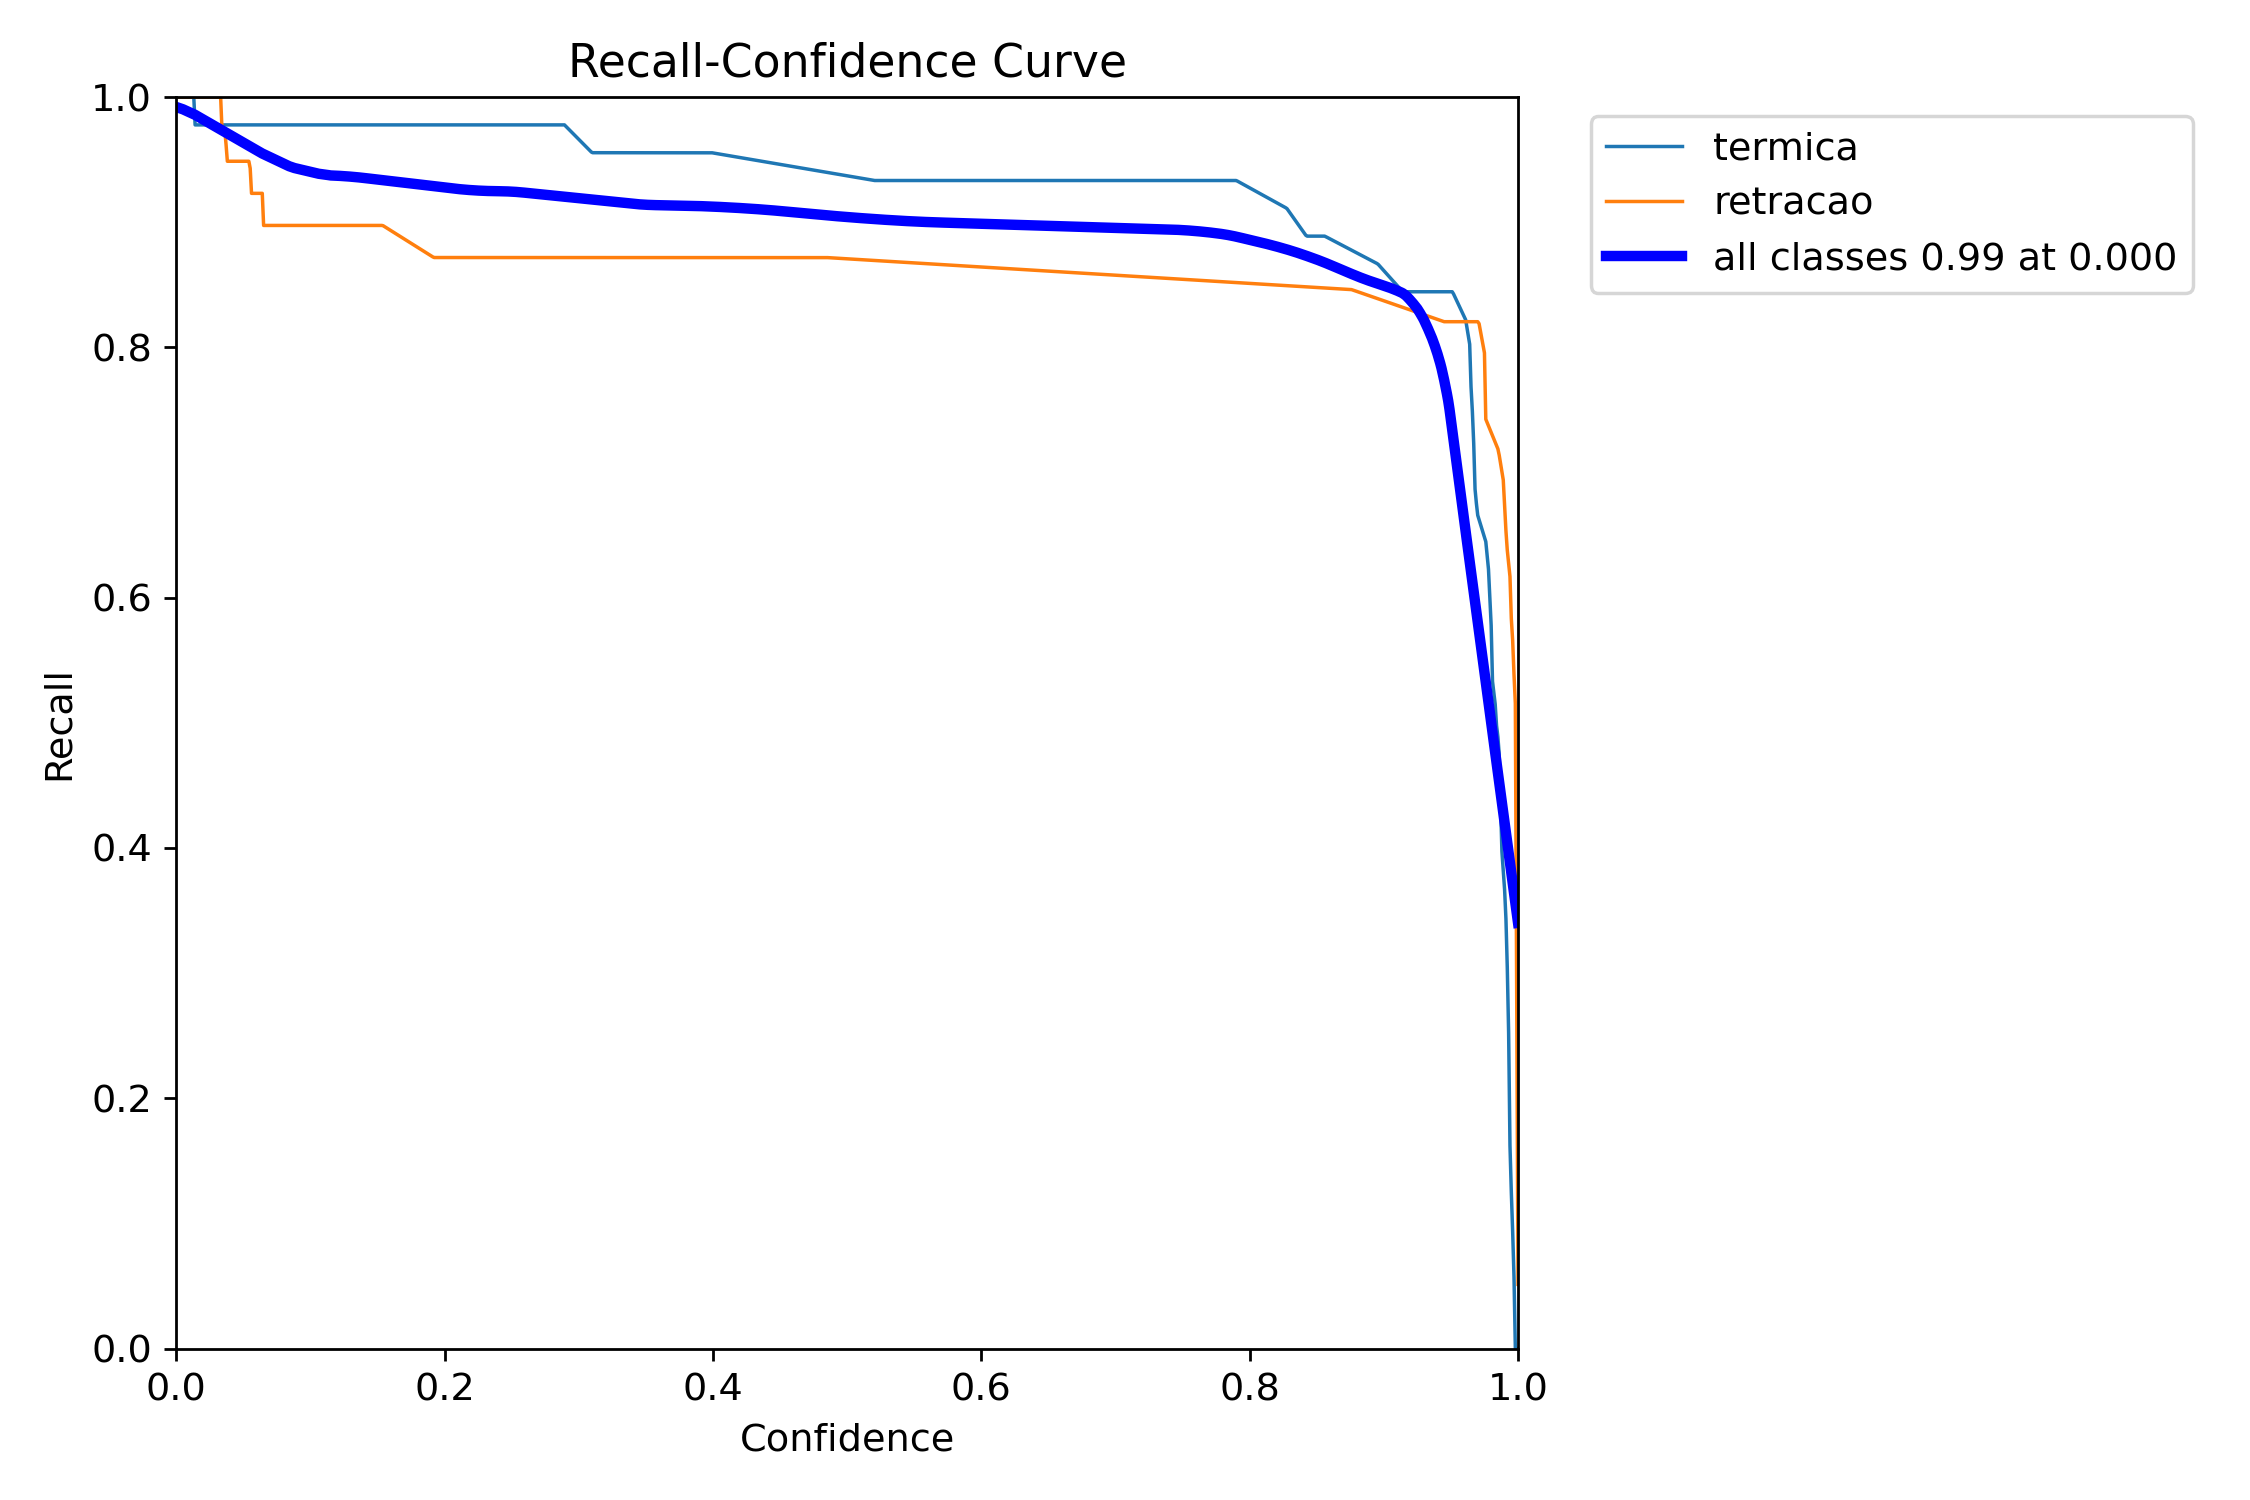 Recall-Confidence Curve
1.0
0.8
0.6
0.4
0.2
0.0
Recall
0.0 0.2 0.4 0.6 0.8 1.0
Confidence
termica
retracao
all classes 0.99 at 0.000